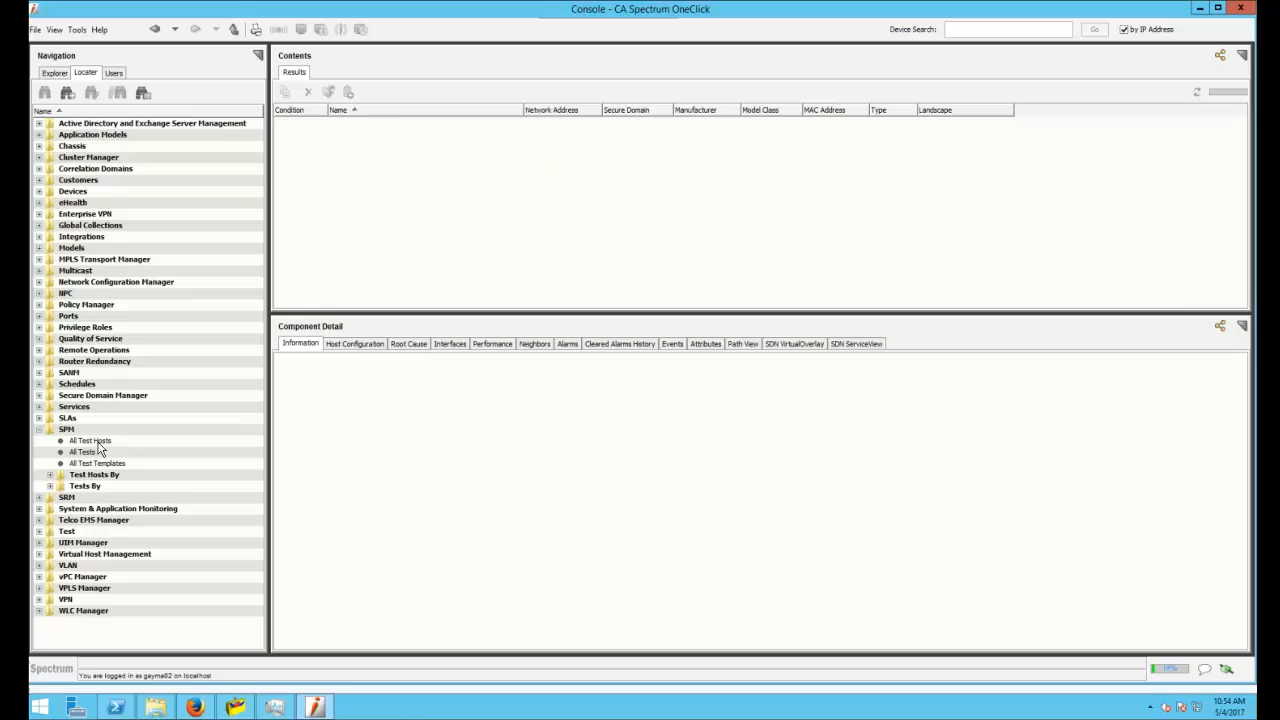 Console - CA Spectrum OneClick
File View Tools Help
Device Search:
Go
by IP Address
Navigation
Explorer Locater Users
Name
Active Directory and Exchange Server Management
Application Models
Chassis
Cluster Manager
Correlation Domains
Customers
Devices
eHealth
Enterprise VPN
Global Collections
Integrations
Models
MPLS Transport Manager
Multicast
Network Configuration Manager
NPC
Policy Manager
Ports
Privilege Roles
Quality of Service
Remote Operations
Router Redundancy
SANM
Schedules
Secure Domain Manager
Services
SLAs
SPM
All Test Hosts
All Tests
All Test Templates
Test Hosts By
Tests By
SRM
System & Application Monitoring
Telco EMS Manager
Test
UIM Manager
Virtual Host Management
VLAN
vPC Manager
VPLS Manager
VPN
WLC Manager
Contents
Results
Condition Name Network Address Secure Domain Manufacturer Model Class MAC Address Type Landscape
Component Detail
Information Host Configuration Root Cause Interfaces Performance Neighbors Alarms Cleared Alarms History Events Attributes Path View SDN VirtualOverlay SDN ServiceView
Spectrum
You are logged in as gayma02 on localhost
10:54 AM
5/4/2017